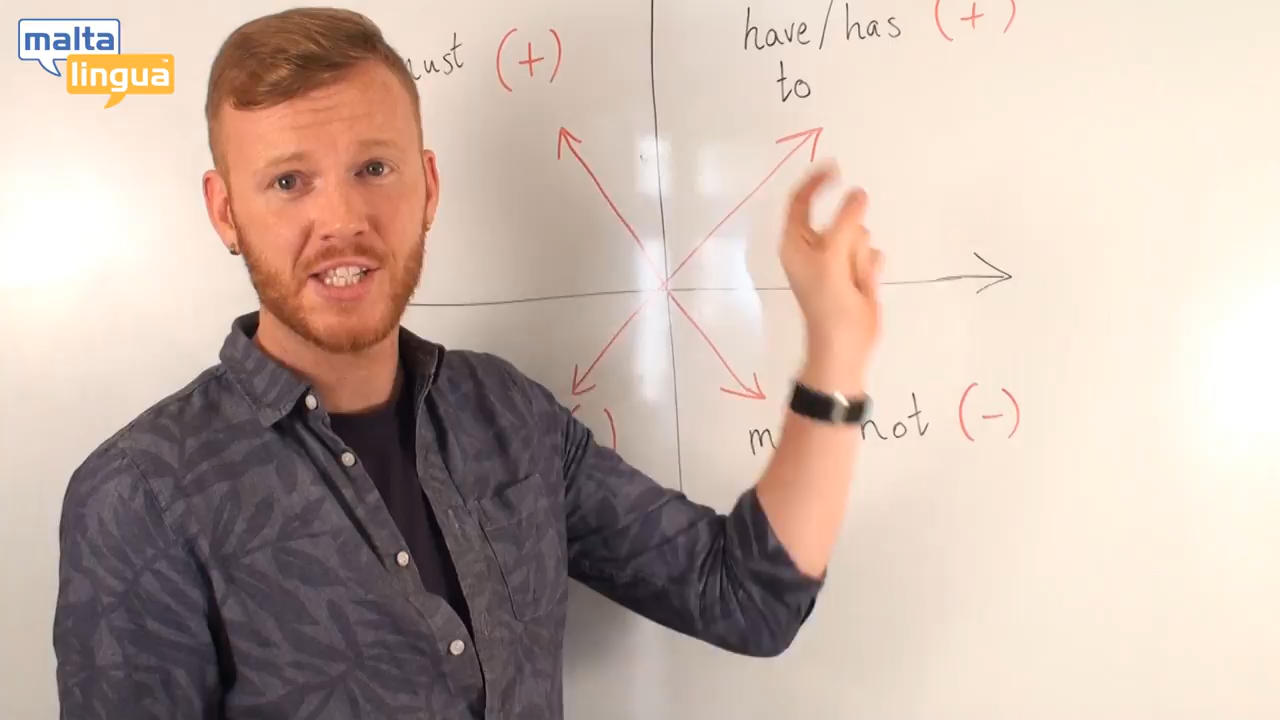 malta
lingua
(+)
have/has (+)
to
not (-)